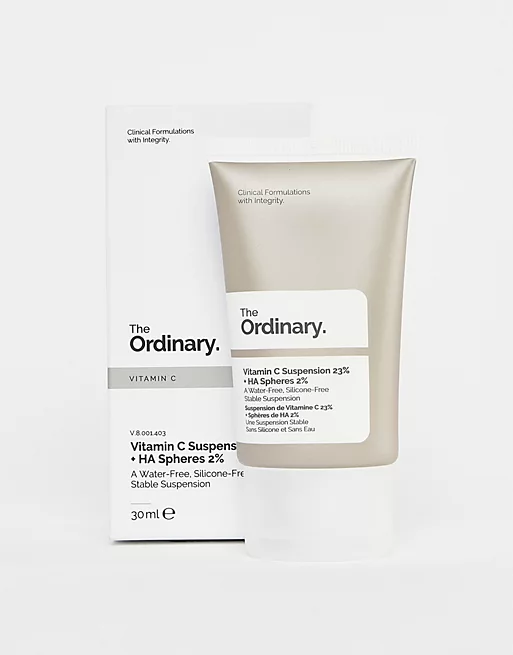 Clinical Formulations
with Integrity.
The
Ordinary.
VITAMIN C
V.8.001.403
Vitamin C Suspens
+ HA Spheres 2%
A Water-Free, Silicone-Fre
Stable Suspension
30ml ℮
Clinical Formulations
with Integrity.
The
Ordinary.
Vitamin C Suspension 23%
+ HA Spheres 2%
A Water-Free, Silicone-Free
Stable Suspension
Suspension de Vitamine C 23%
+ Sphères de HA 2%
Une Suspension Stable
Sans Silicone et Sans Eau